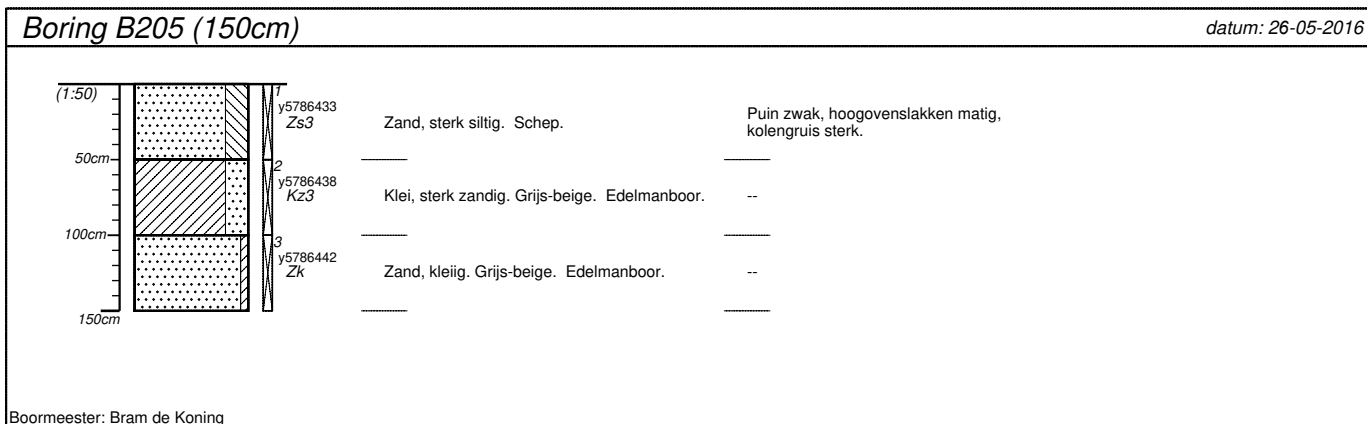 Boring B205 (150cm)
datum: 26-05-2016
(1:50)
1
y5786433
Zs3
Zand, sterk siltig. Schep.
Puin zwak, hoogovenslakken matig,
kolengruis sterk.
50cm
2
y5786438
Kz3
Klei, sterk zandig. Grijs-beige. Edelmanboor.
--
100cm
3
y5786442
Zk
Zand, kleiig. Grijs-beige. Edelmanboor.
--
150cm
Boormeester: Bram de Koning